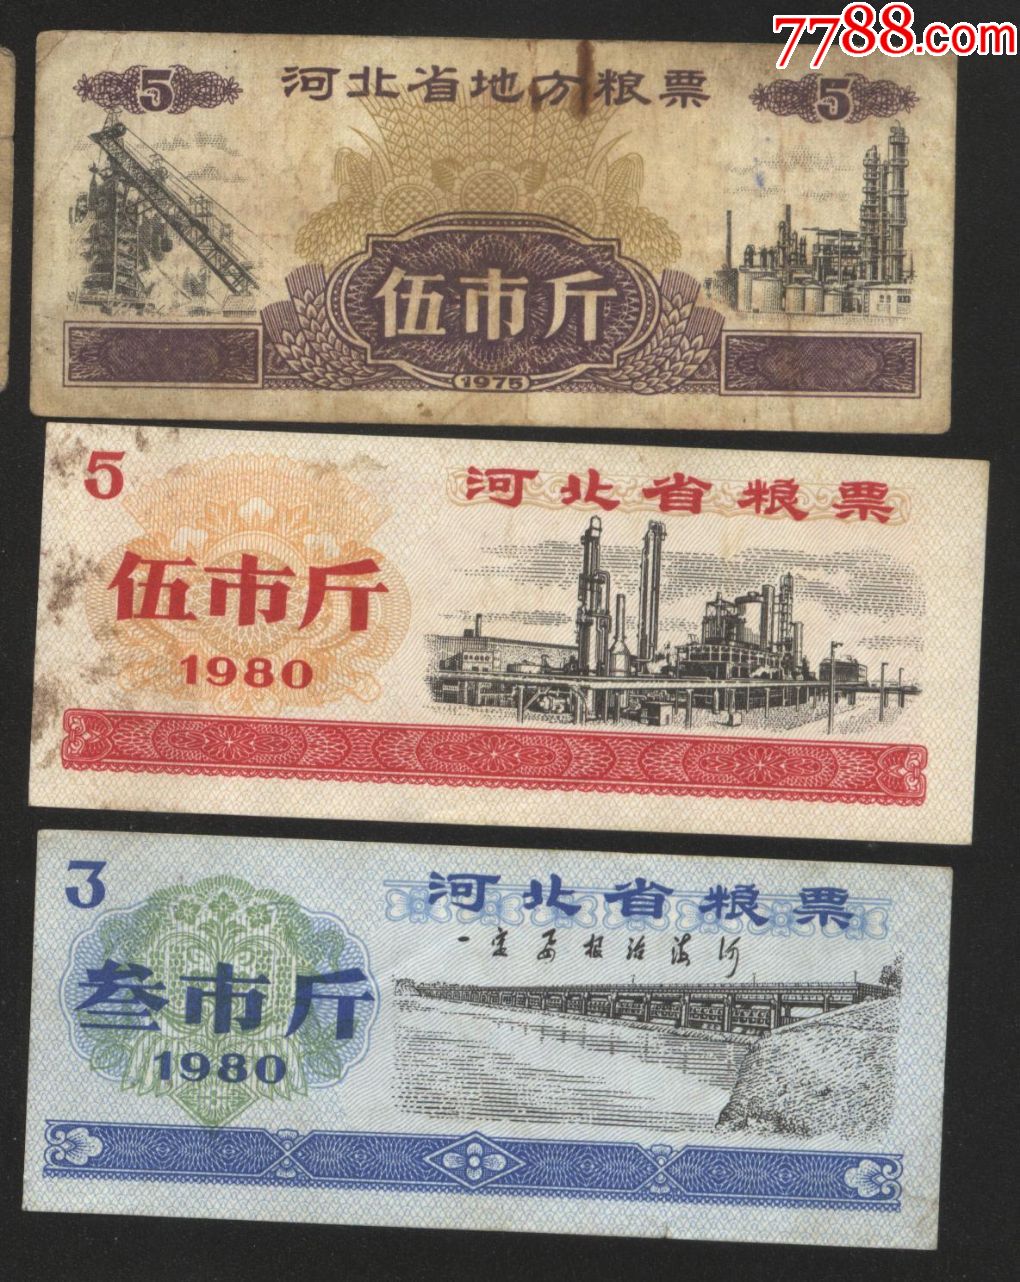 7788.com
5 河北省地方粮票 5
伍市斤
1975
5
河北省粮票
伍市斤
1980
3
河北省粮票
一定要根治海河
叁市斤
1980